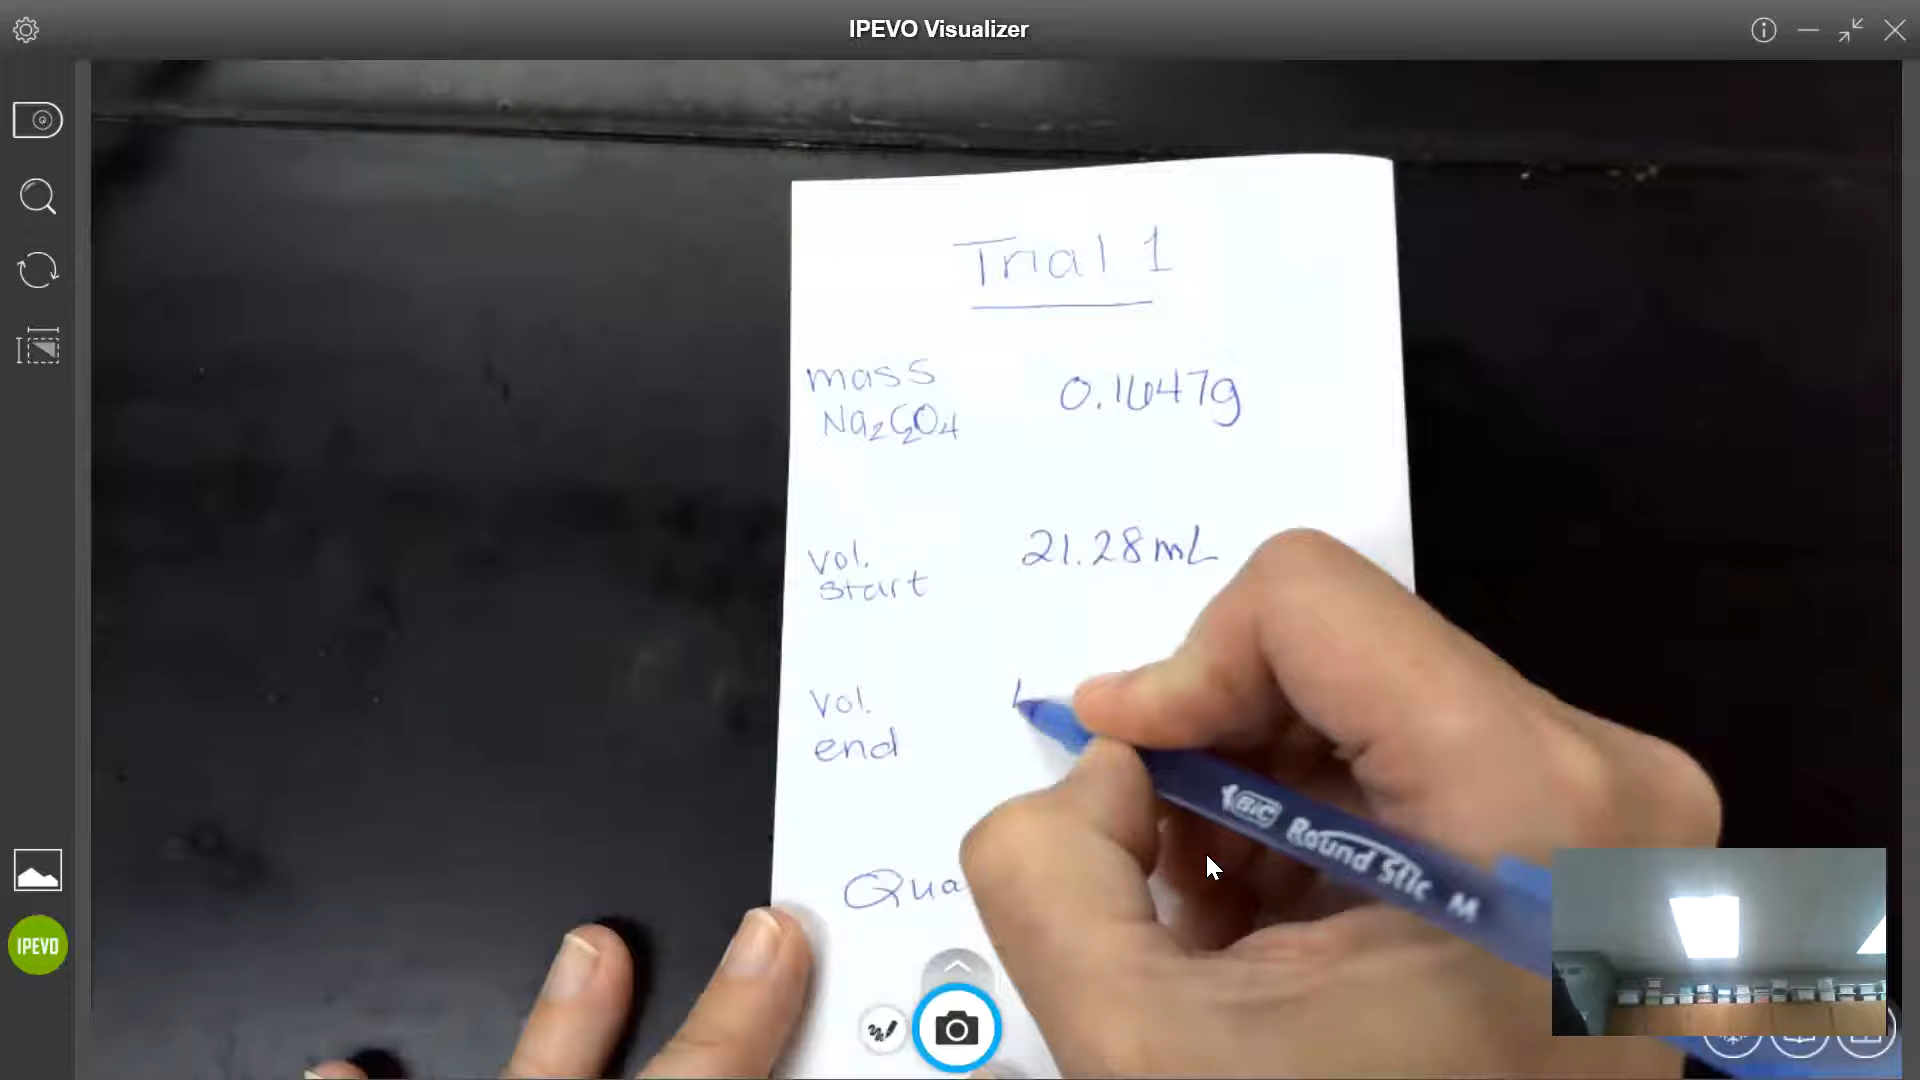 IPEVO Visualizer
Trial 1
mass
Na₂C₂O₄ 0.1647g
vol. 21.28mL
start
Vol.
end
Qua
BIC Round Stic M
IPEVO